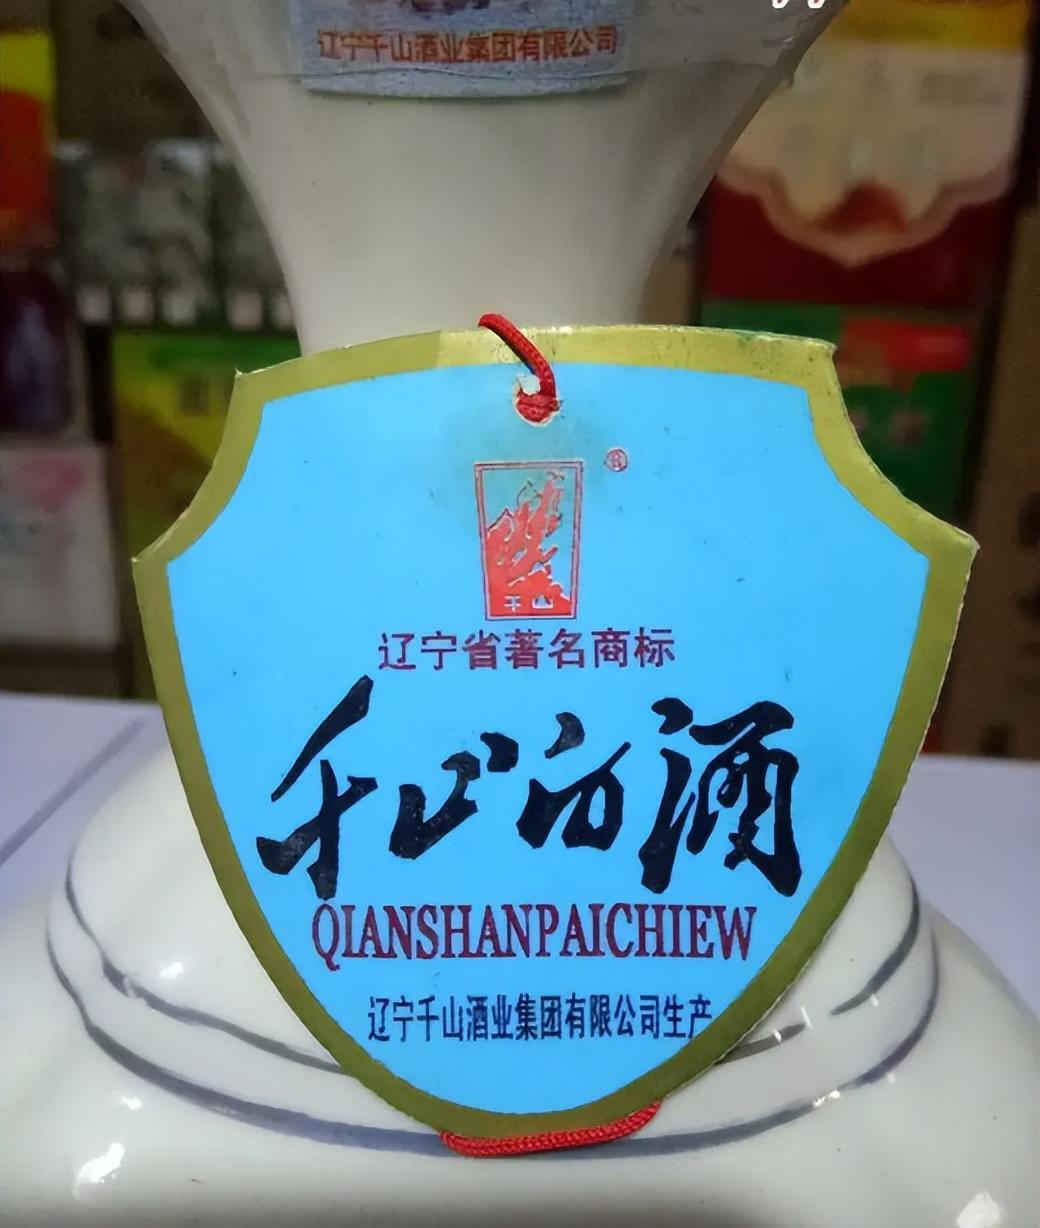 辽宁千山酒业集团有限公司
®
千山
辽宁省著名商标
千山白酒
QIANSHANPAICHIEW
辽宁千山酒业集团有限公司生产